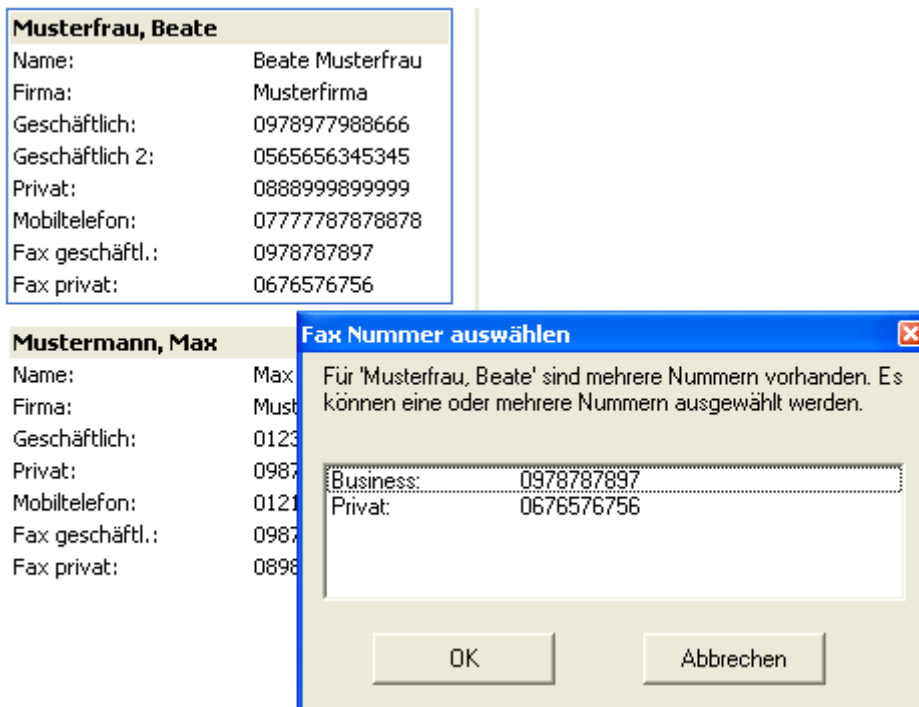 Musterfrau, Beate
Name: Beate Musterfrau
Firma: Musterfirma
Geschäftlich: 0978977988666
Geschäftlich 2: 0565656345345
Privat: 0888999899999
Mobiltelefon: 07777787878878
Fax geschäftl.: 0978787897
Fax privat: 0676576756
Mustermann, Max
Name: Max
Firma: Must
Geschäftlich: 0123
Privat: 0987
Mobiltelefon: 0121
Fax geschäftl.: 0987
Fax privat: 0898
Fax Nummer auswählen
Für 'Musterfrau, Beate' sind mehrere Nummern vorhanden. Es
können eine oder mehrere Nummern ausgewählt werden.
Business: 0978787897
Privat: 0676576756
OK Abbrechen